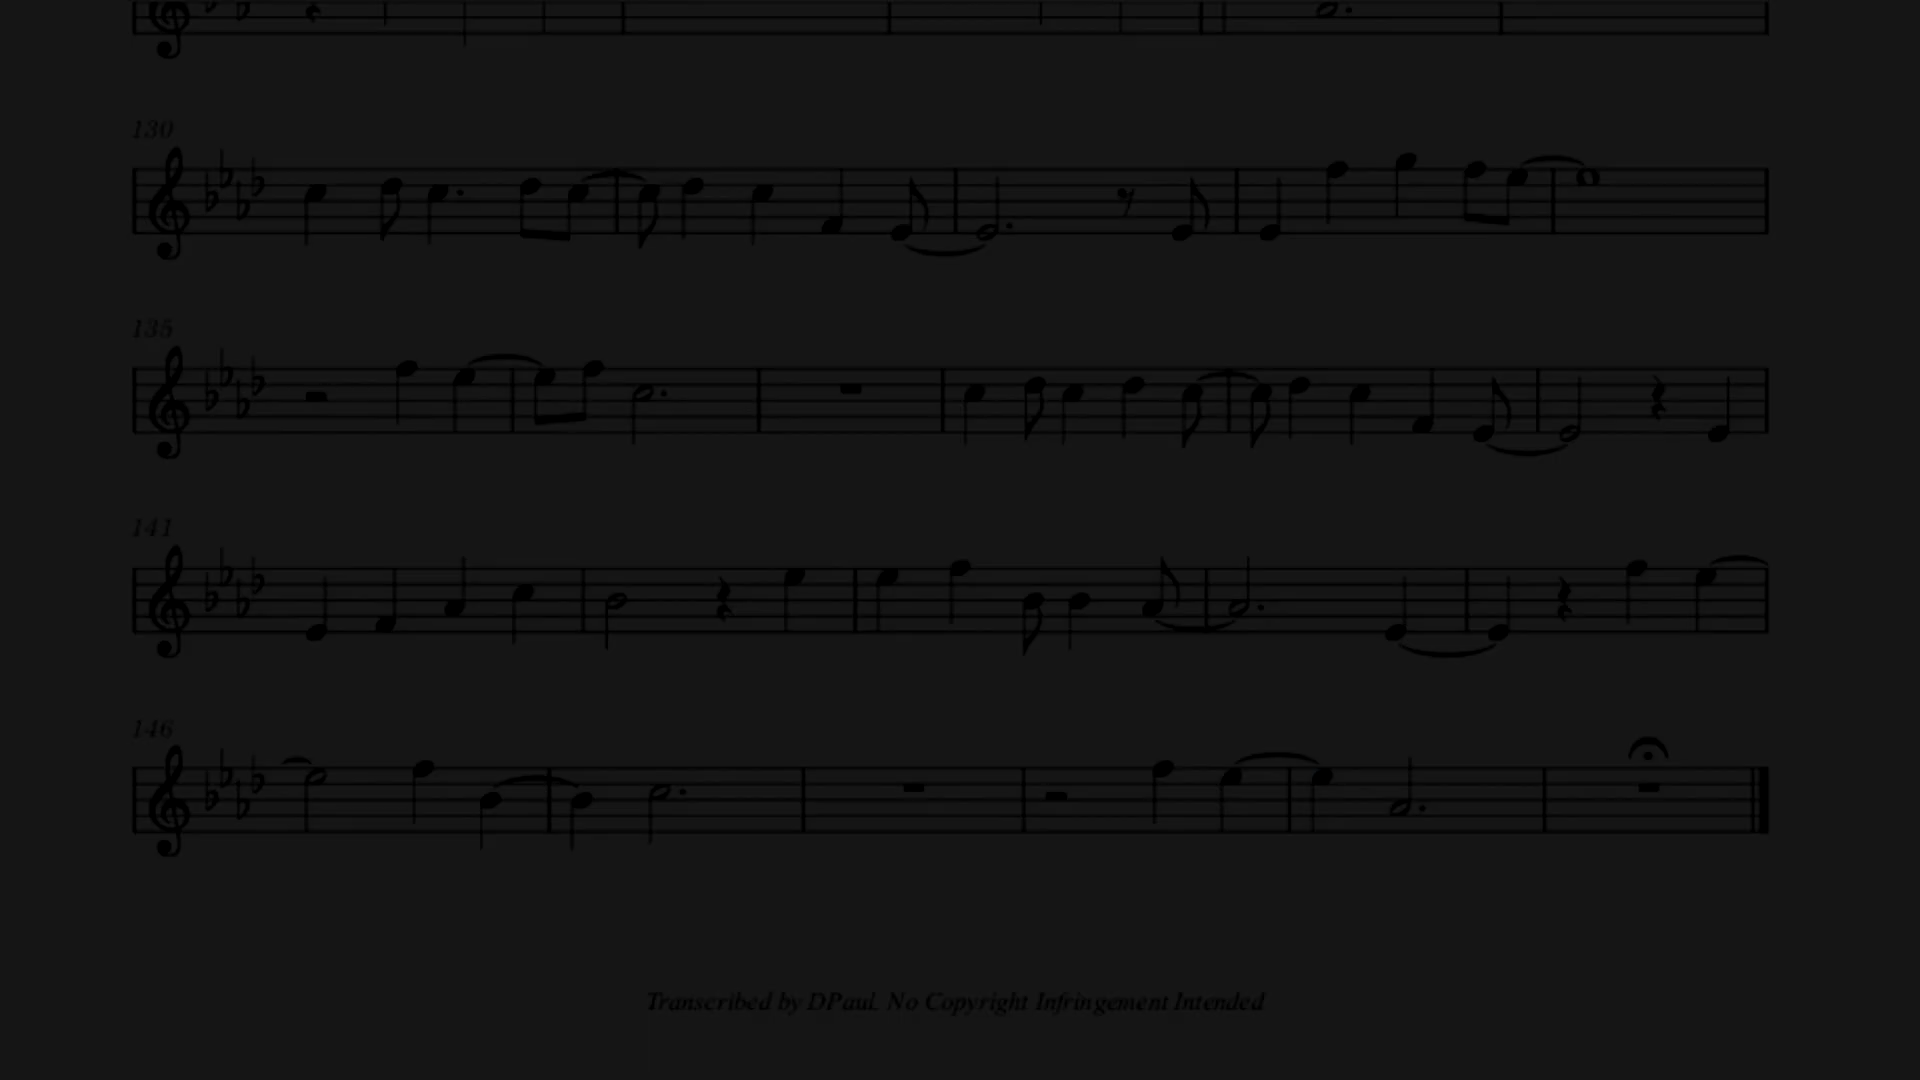 130
135
141
146
Transcribed by DPaul. No Copyright Infringement Intended